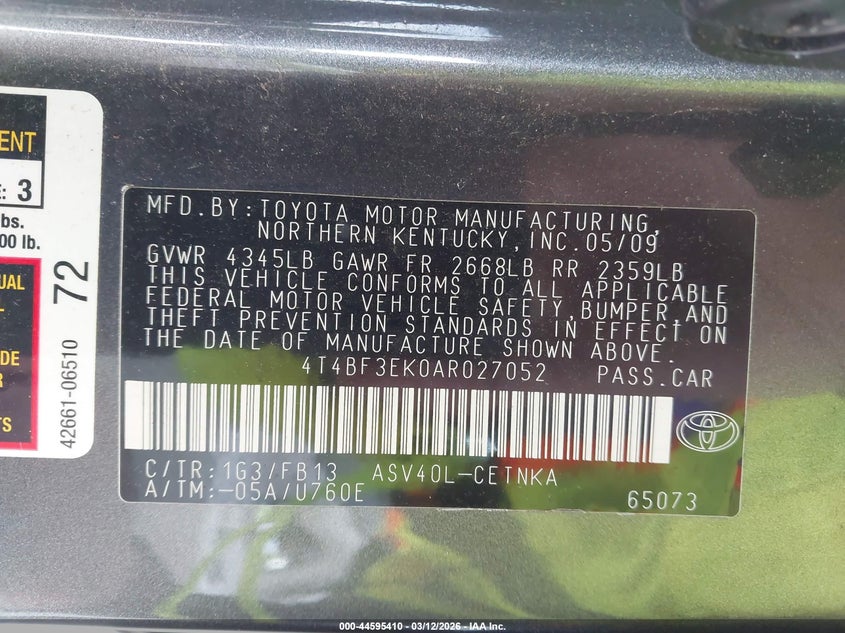 ENT
E: 3
bs.
00 lb.
UAL
DE
TS
42661-06510
72
MFD.BY:TOYOTA MOTOR MANUFACTURING,
NORTHERN KENTUCKY,INC.05/09
GVWR 4345LB GAWR FR 2668LB RR 2359LB
THIS VEHICLE CONFORMS TO ALL APPLICABLE
FEDERAL MOTOR VEHICLE SAFETY,BUMPER,AND
THEFT PREVENTION STANDARDS IN EFFECT ON
THE DATE OF MANUFACTURE SHOWN ABOVE.
4T4BF3EK0AR027052 PASS.CAR
C/TR:1G3/FB13 ASV40L-CETNKA
A/TM:-05A/U760E 65073
000-44595410 - 03/12/2026 - IAA Inc.